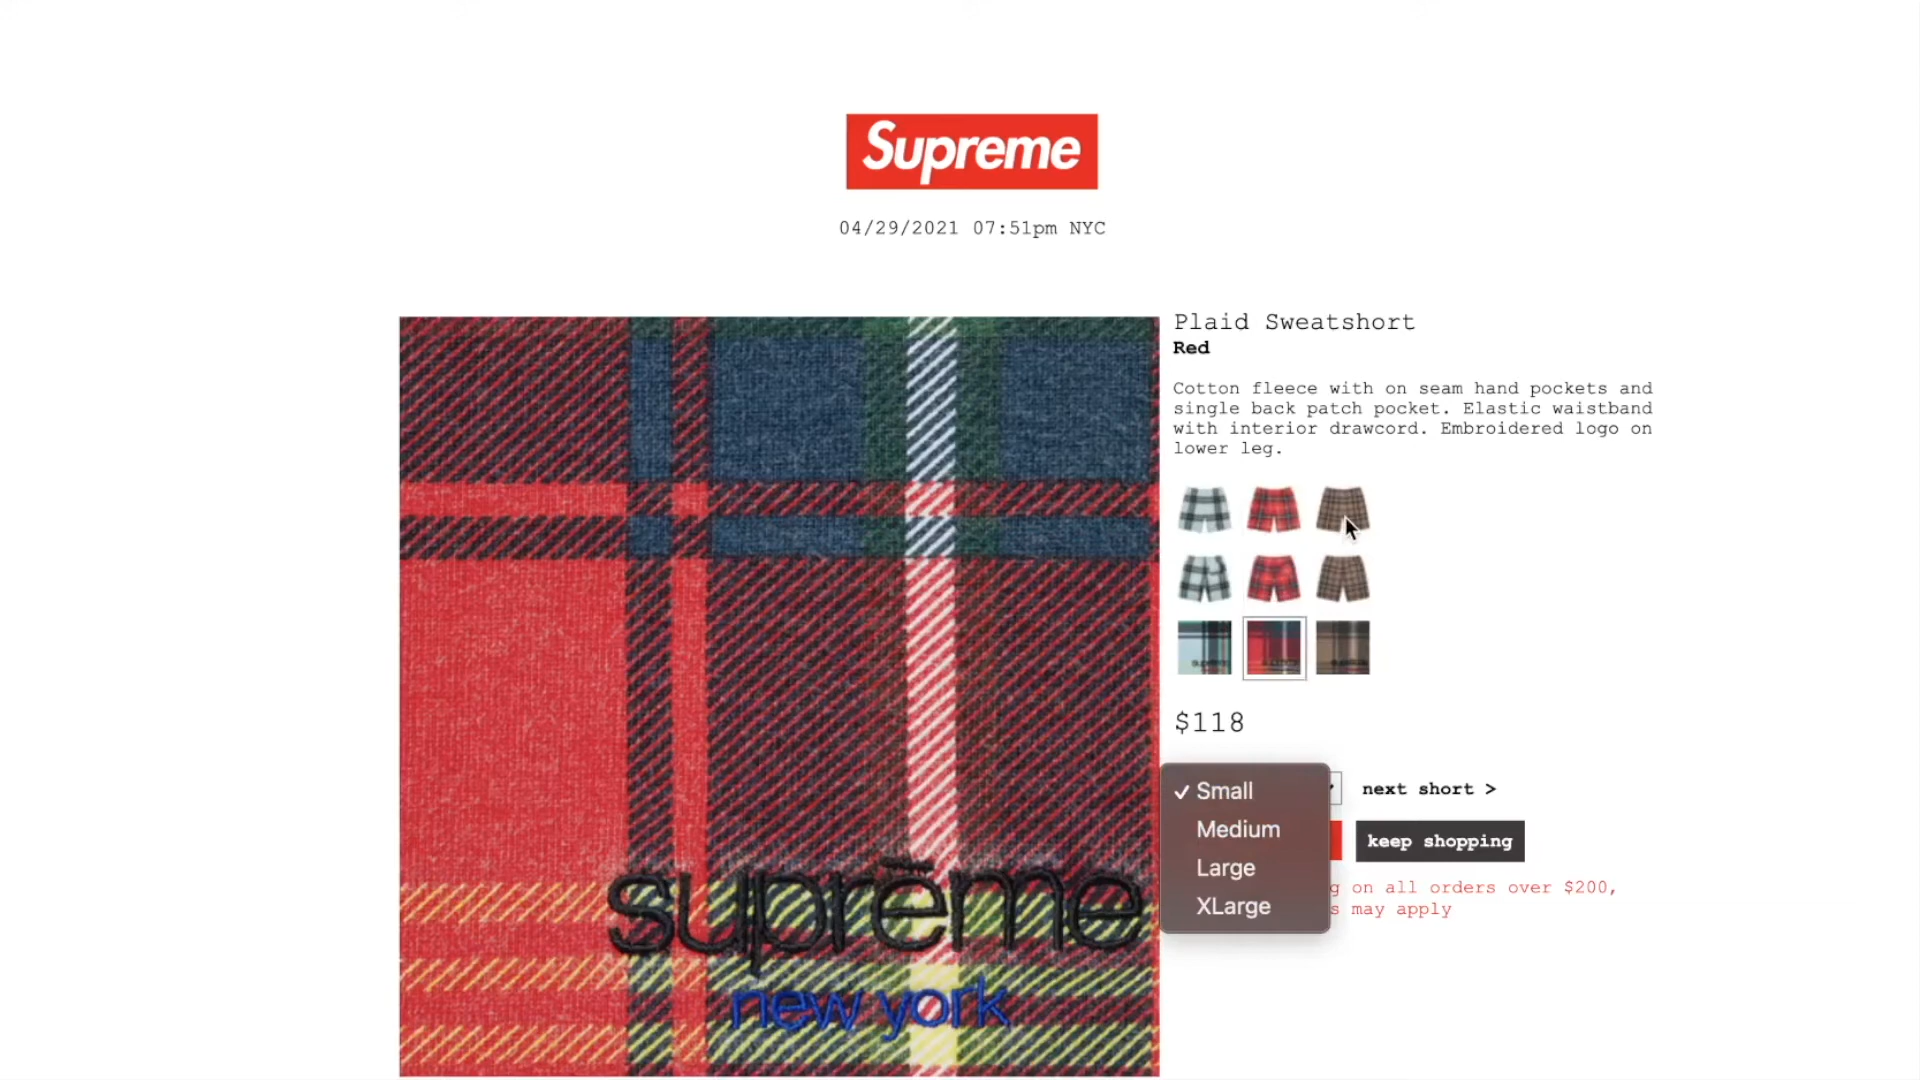 Supreme
04/29/2021 07:51pm NYC
Plaid Sweatshort
Red
Cotton fleece with on seam hand pockets and
single back patch pocket. Elastic waistband
with interior drawcord. Embroidered logo on
lower leg.
$118
✓ Small
Medium
Large
XLarge
next short >
keep shopping
g on all orders over $200,
s may apply
suprēme
new york